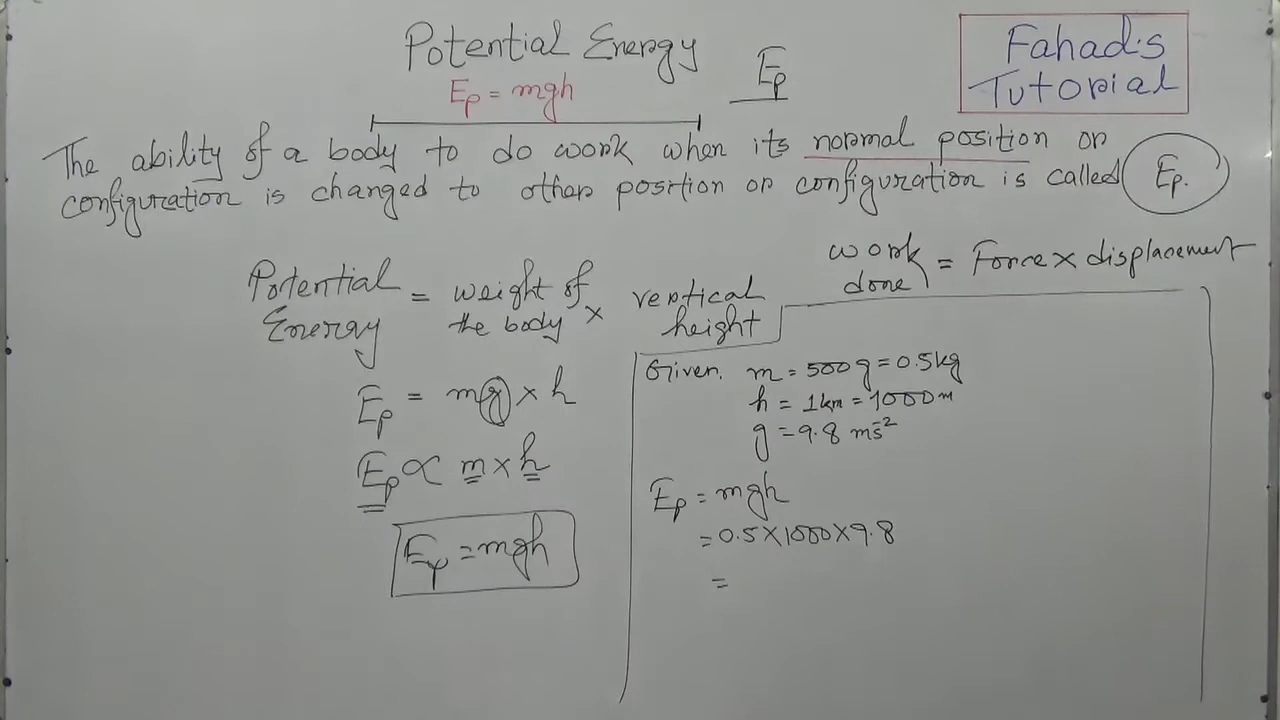 Potential Energy Ep
Ep = mgh
Fahad's
Tutorial
The ability of a body to do work when its normal position or
configuration is changed to other position or configuration is called Ep.
work done = Force × displacement
Potential Energy = weight of the body × vertical height
Ep = mg × h
Ep ∝ m × h
Ep = mgh
Given, m = 500g = 0.5kg
h = 1km = 1000m
g = 9.8 ms⁻²
Ep = mgh
= 0.5×1000×9.8
=